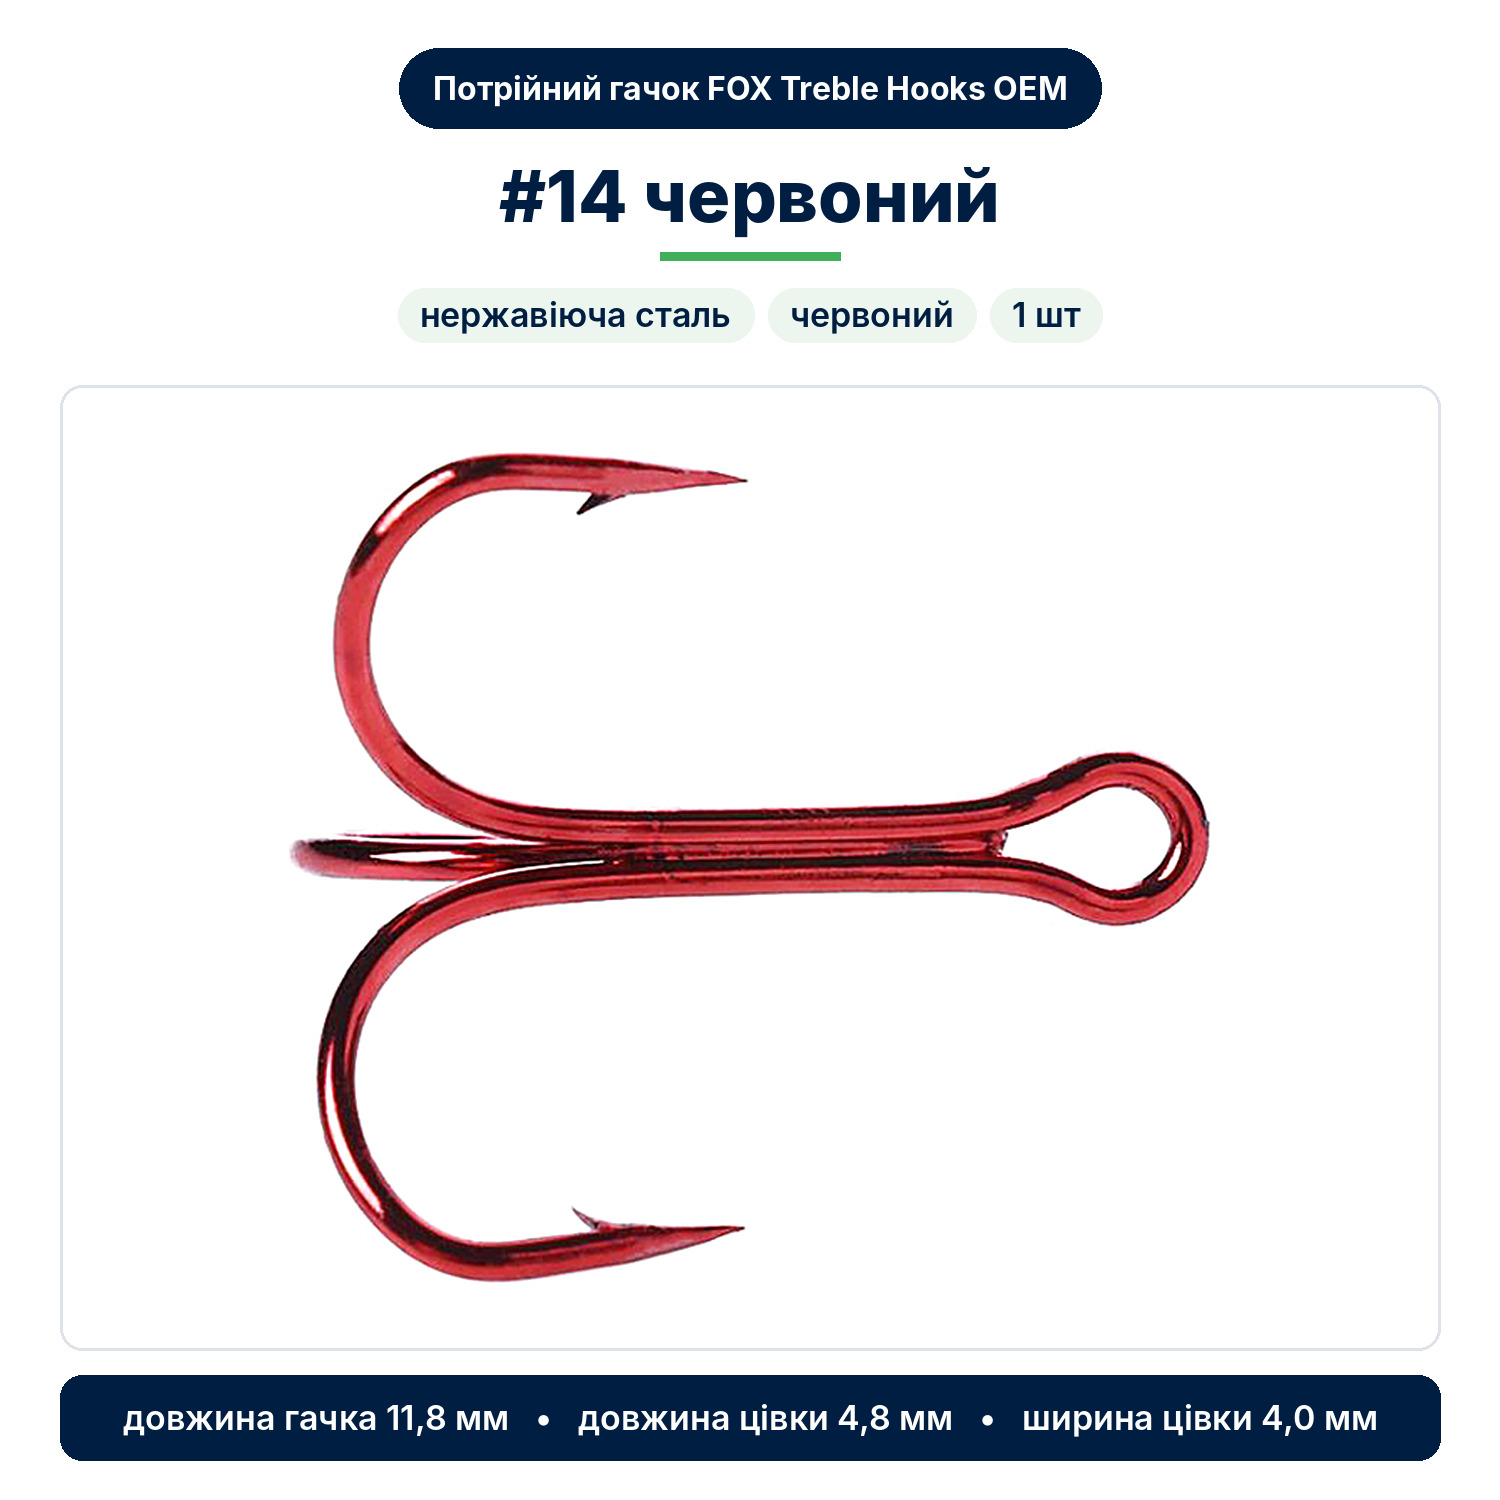 Потрійний гачок FOX Treble Hooks OEM
#14 червоний
нержавіюча сталь червоний 1 шт
довжина гачка 11,8 мм • довжина цівки 4,8 мм • ширина цівки 4,0 мм